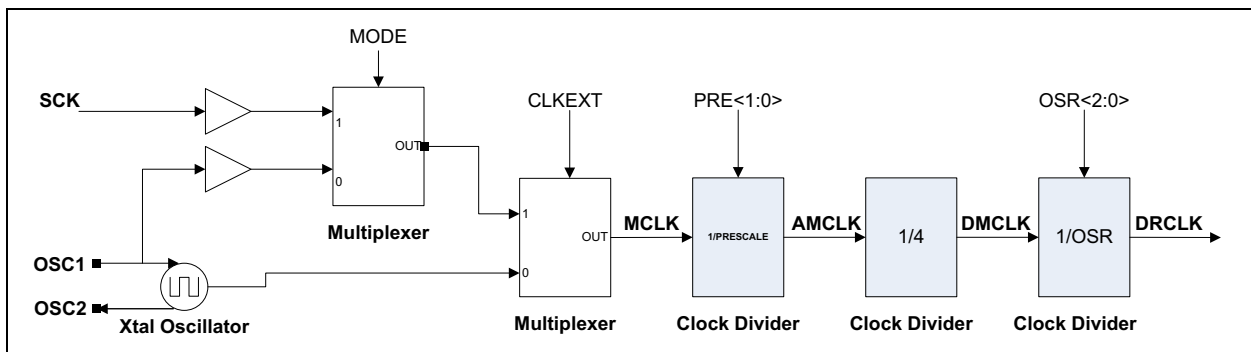 MODE
SCK
CLKEXT
PRE<1:0>
OSR<2:0>
1
OUT
0
Multiplexer
1
OUT
0
MCLK
1/PRESCALE
AMCLK
1/4
DMCLK
1/OSR
DRCLK
OSC1
OSC2
Xtal Oscillator
Multiplexer
Clock Divider
Clock Divider
Clock Divider